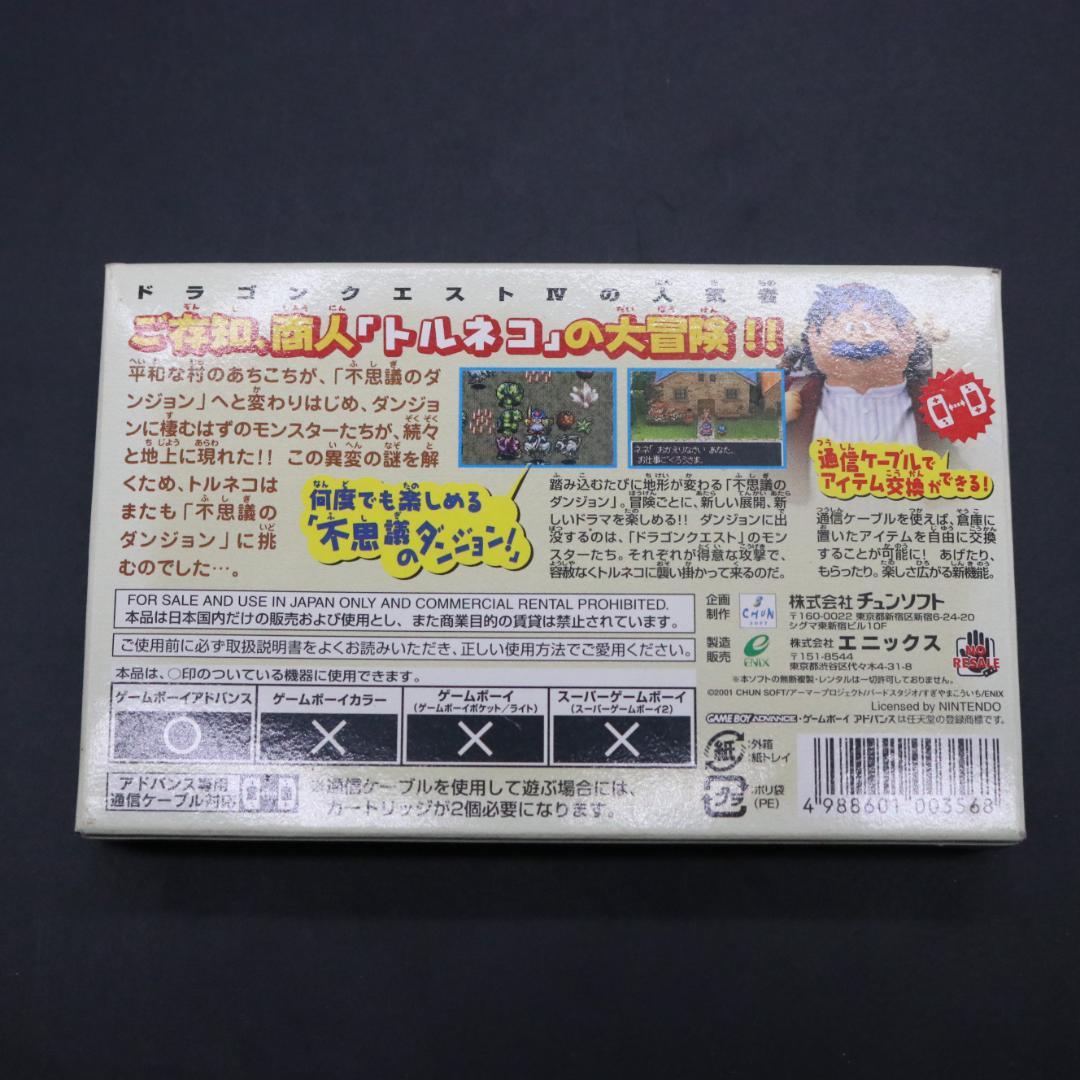 ドラゴンクエストⅣの人気者
ご存知、商人「トルネコ」の大冒険!!
平和な村のあちこちが、「不思議のダ
ンジョン」へと変わりはじめ、ダンジョ
ンに棲むはずのモンスターたちが、続々
と地上に現れた!! この異変の謎を解
くため、トルネコは
またも「不思議の
ダンジョン」に挑
むのでした…。
何度でも楽しめる
「不思議
のダンジョン!」
ネネ「おかえりなさい あなた。
お仕事ごくろうさま。
踏み込むたびに地形が変わる「不思議の
ダンジョン」。冒険ごとに、新しい展開、新
しいドラマを楽しめる!! ダンジョンに出
没するのは、「ドラゴンクエスト」のモン
スターたち。それぞれが得意な攻撃で、
容赦なくトルネコに襲い掛かって来るのだ。
通信ケーブルで
アイテム交換ができる!
通信ケーブルを使えば、倉庫に
置いたアイテムを自由に交換
することが可能に! あげたり、
もらったり。楽しさ広がる新機能。
FOR SALE AND USE IN JAPAN ONLY AND COMMERCIAL RENTAL PROHIBITED.
本品は日本国内だけの販売および使用とし、また商業目的の賃貸は禁止されています。
ご使用前に必ず取扱説明書をよくお読みいただき、正しい使用方法でご愛用ください。
本品は、○印のついている機器に使用できます。
ゲームボーイアドバンス
ゲームボーイカラー
ゲームボーイ
(ゲームボーイポケット/ライト)
スーパーゲームボーイ
(スーパーゲームボーイ2)
○
×
×
×
アドバンス専用
通信ケーブル対応
※通信ケーブルを使用して遊ぶ場合には、
カートリッジが2個必要になります。
企画
制作
CHUN
SOFT
株式会社 チュンソフト
〒160-0022 東京都新宿区新宿6-24-20
シグマ東新宿ビル10F
製造
販売
ENIX
株式会社 エニックス
〒151-8544
東京都渋谷区代々木4-31-8
NO
RESALE
※本ソフトの無断複製・レンタルは一切許可しておりません。
©2001 CHUN SOFT/アーマープロジェクト/バードスタジオ/すぎやまこういち/ENIX
Licensed by NINTENDO
GAME BOY ADVANCE・ゲームボーイ アドバンスは任天堂の登録商標です。
紙
:外箱
:紙トレイ
プラ
:ポリ袋
(PE)
4 988601 003568